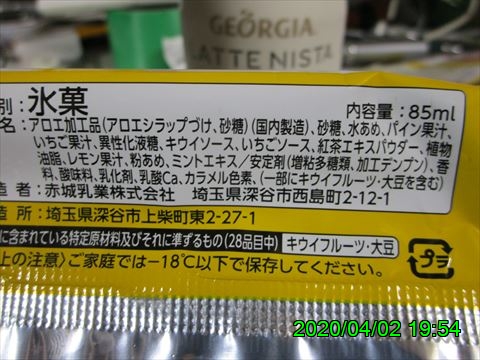 GEORGIA
LATTE NISTA
別:氷菓
内容量:85ml
名:アロエ加工品(アロエシラップづけ、砂糖)(国内製造)、砂糖、水あめ、パイン果汁、
いちご果汁、異性化液糖、キウイソース、いちごソース、紅茶エキスパウダー、植物
油脂、レモン果汁、粉あめ、ミントエキス/安定剤(増粘多糖類、加工デンプン)、香
料、酸味料、乳化剤、乳酸Ca、カラメル色素、(一部にキウイフルーツ・大豆を含む)
者:赤城乳業株式会社 埼玉県深谷市西島町2-12-1
造所:埼玉県深谷市上柴町東2-27-1
に含まれている特定原材料及びそれに準ずるもの(28品目中) キウイフルーツ・大豆
上の注意〉ご家庭では-18℃以下で保存してください。
プラ
2020/04/02 19:54